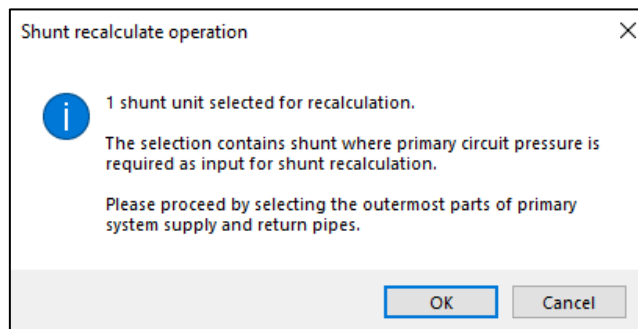 Shunt recalculate operation
1 shunt unit selected for recalculation.
The selection contains shunt where primary circuit pressure is
required as input for shunt recalculation.
Please proceed by selecting the outermost parts of primary
system supply and return pipes.
OK
Cancel